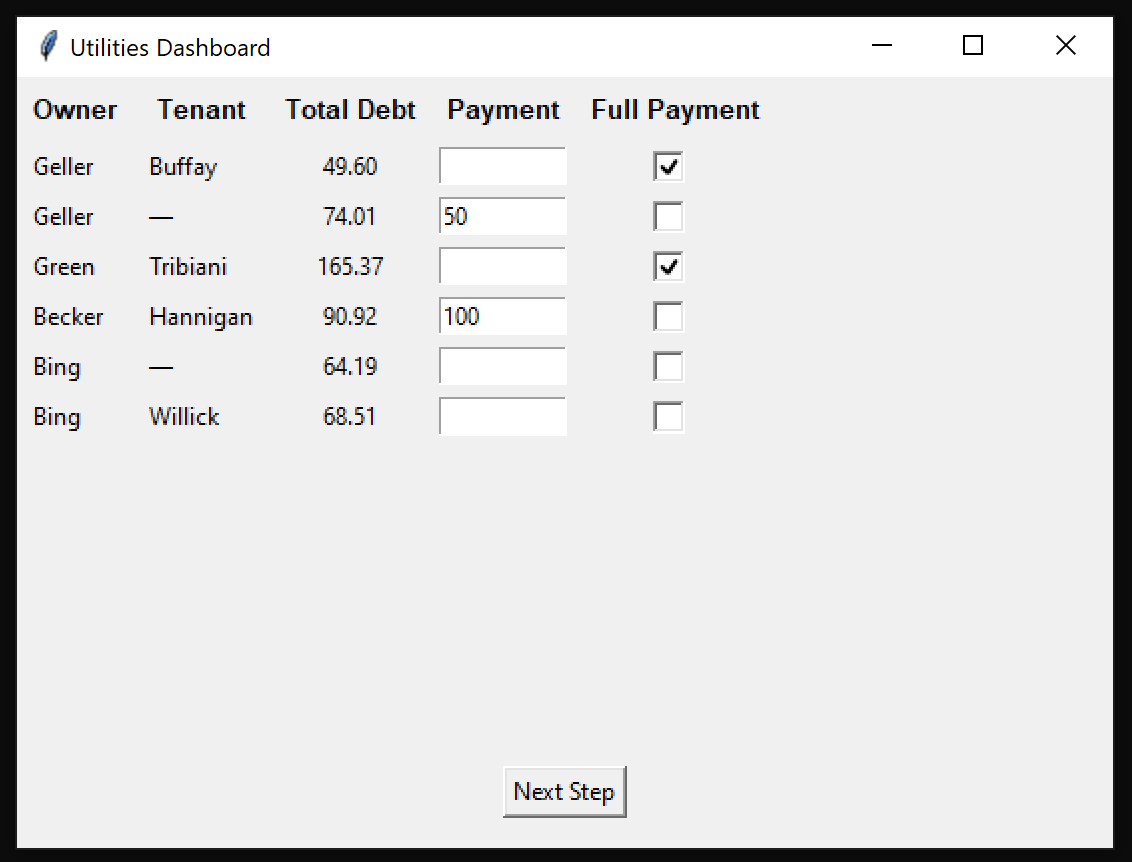 Utilities Dashboard
Owner Tenant Total Debt Payment Full Payment
Geller Buffay 49.60
Geller — 74.01 50
Green Tribiani 165.37
Becker Hannigan 90.92 100
Bing — 64.19
Bing Willick 68.51
Next Step